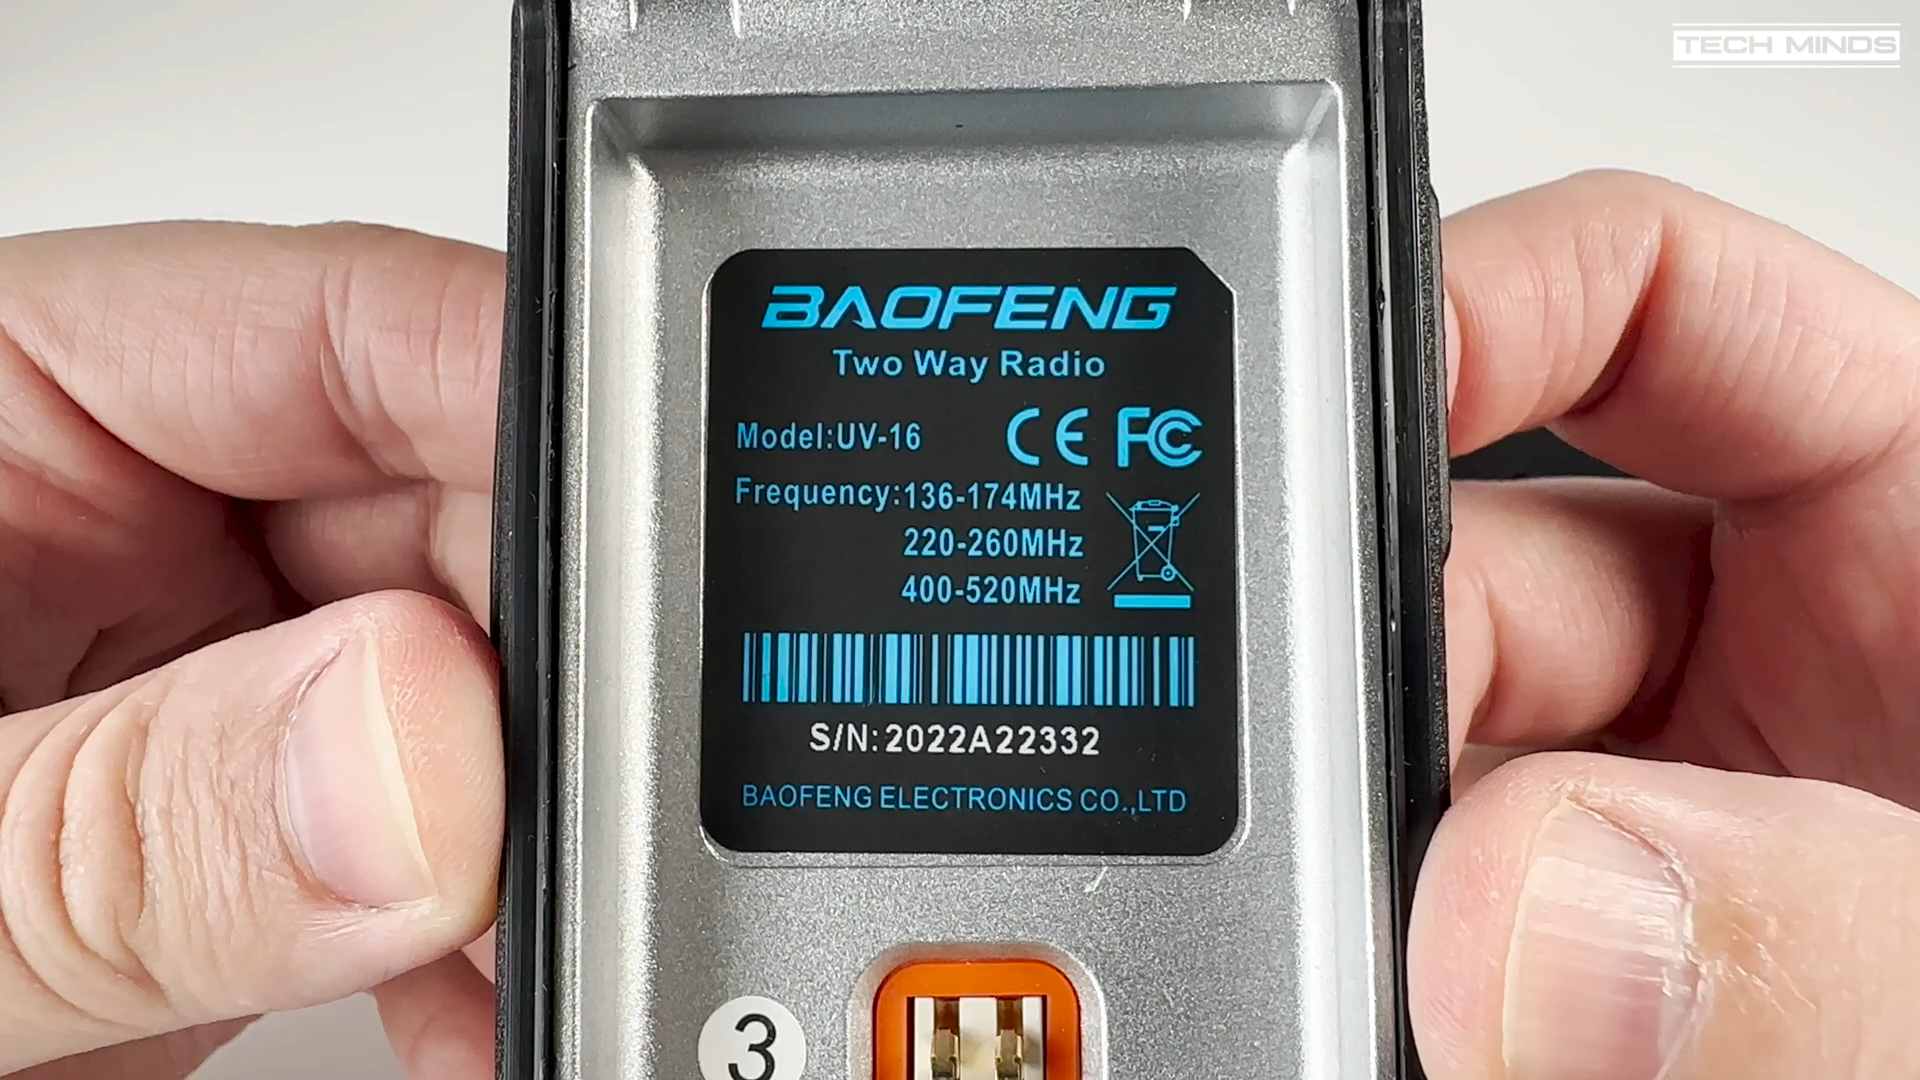 TECH MINDS
BAOFENG
Two Way Radio
Model:UV-16
CE FC
Frequency:136-174MHz
220-260MHz
400-520MHz
S/N:2022A22332
BAOFENG ELECTRONICS CO.,LTD
3